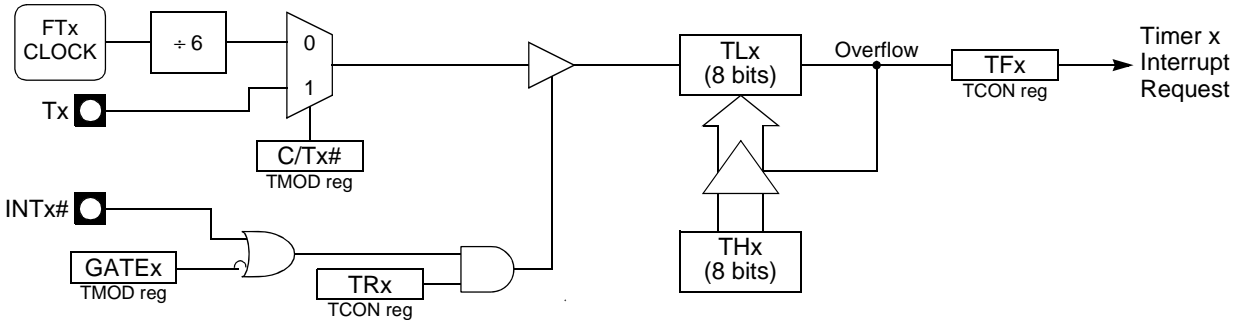 FTx
CLOCK
÷ 6
0
1
Tx
C/Tx#
TMOD reg
TLx
(8 bits)
Overflow
TFx
TCON reg
Timer x
Interrupt
Request
INTx#
GATEx
TMOD reg
TRx
TCON reg
THx
(8 bits)